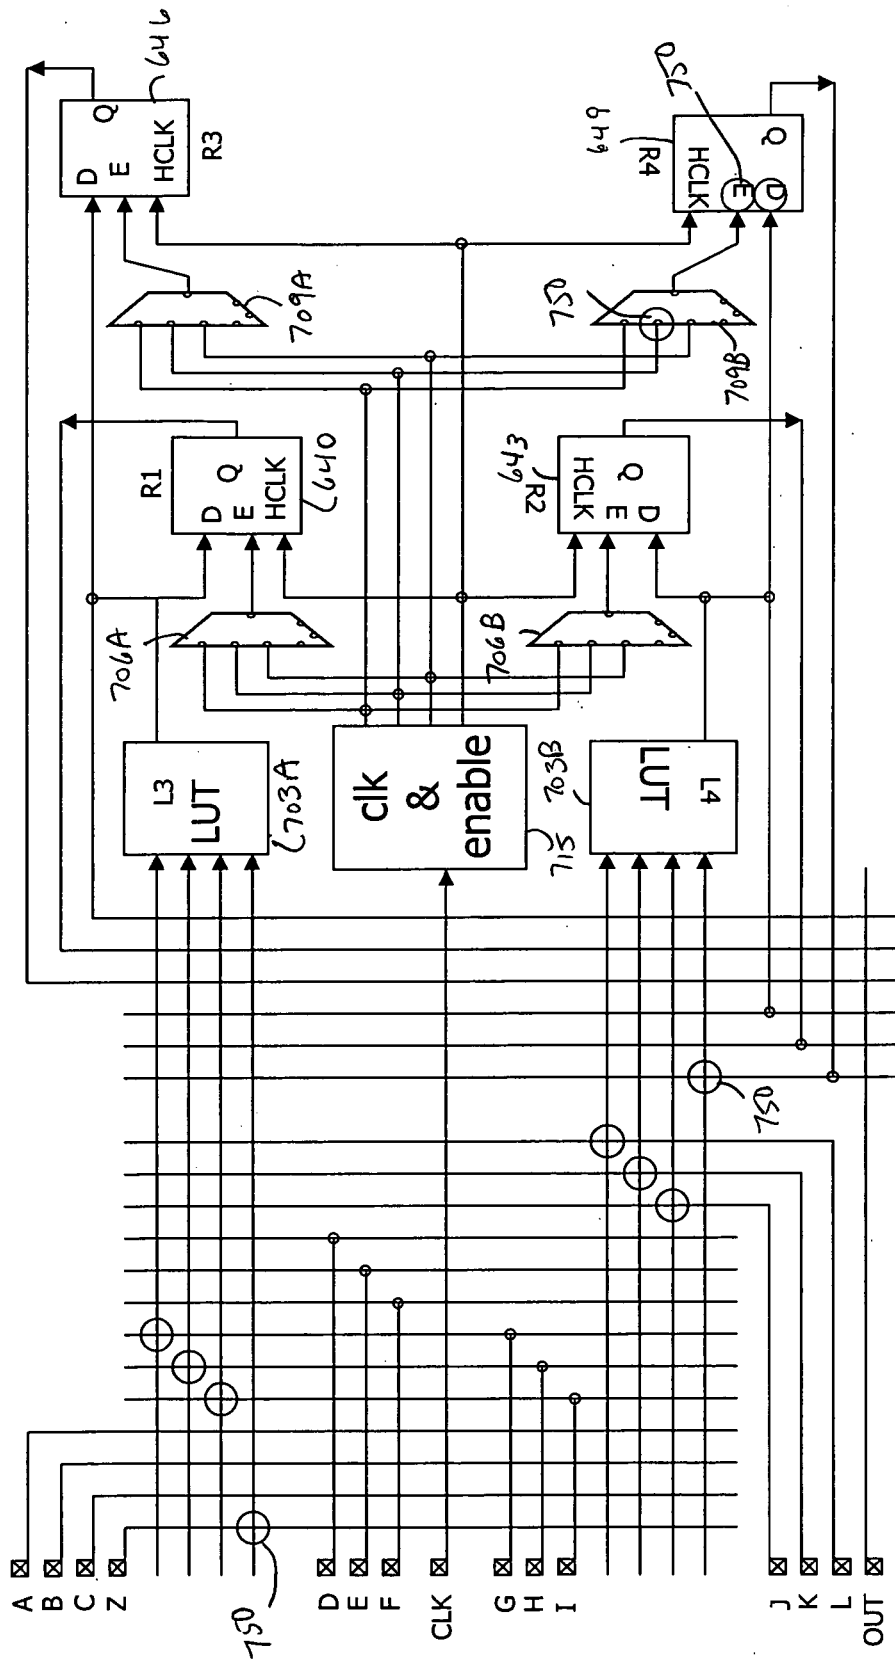 A
B
C
Z
D
E
F
CLK
G
H
I
J
K
L
OUT
750
750
L3
LUT
703A
clk
&
enable
715
703B
LUT
L4
706A
706B
R1
D
E
Q
HCLK
640
643
R2
HCLK
E
D
Q
709A
750
709B
D
E
Q
HCLK
R3
646
649
R4
HCLK
E
D
Q
750